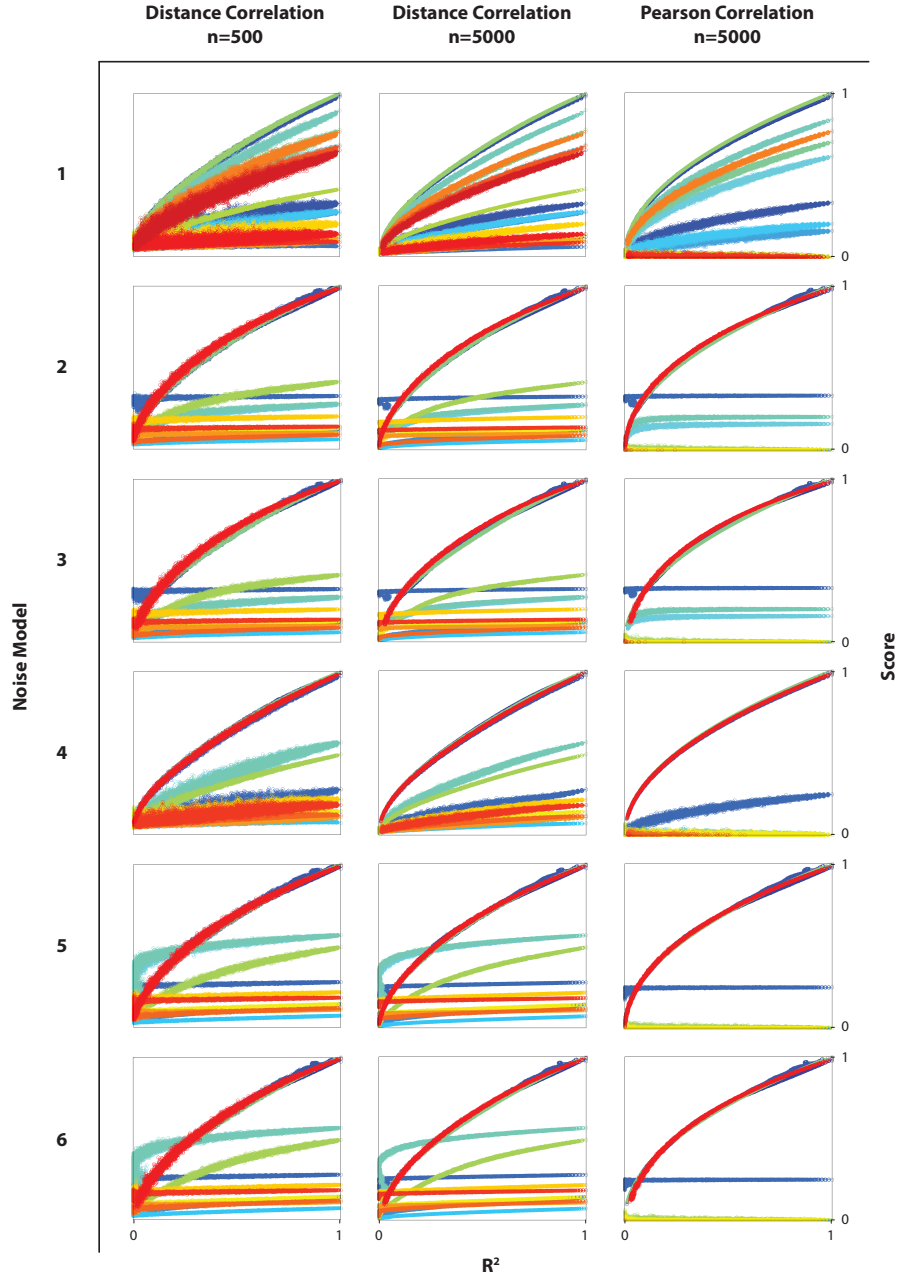 Distance Correlation
n=500
Distance Correlation
n=5000
Pearson Correlation
n=5000
Noise Model
1
1
0
2
1
0
3
1
0
Score
4
1
0
5
1
0
6
1
0
0 1
0 1
0 1
R²